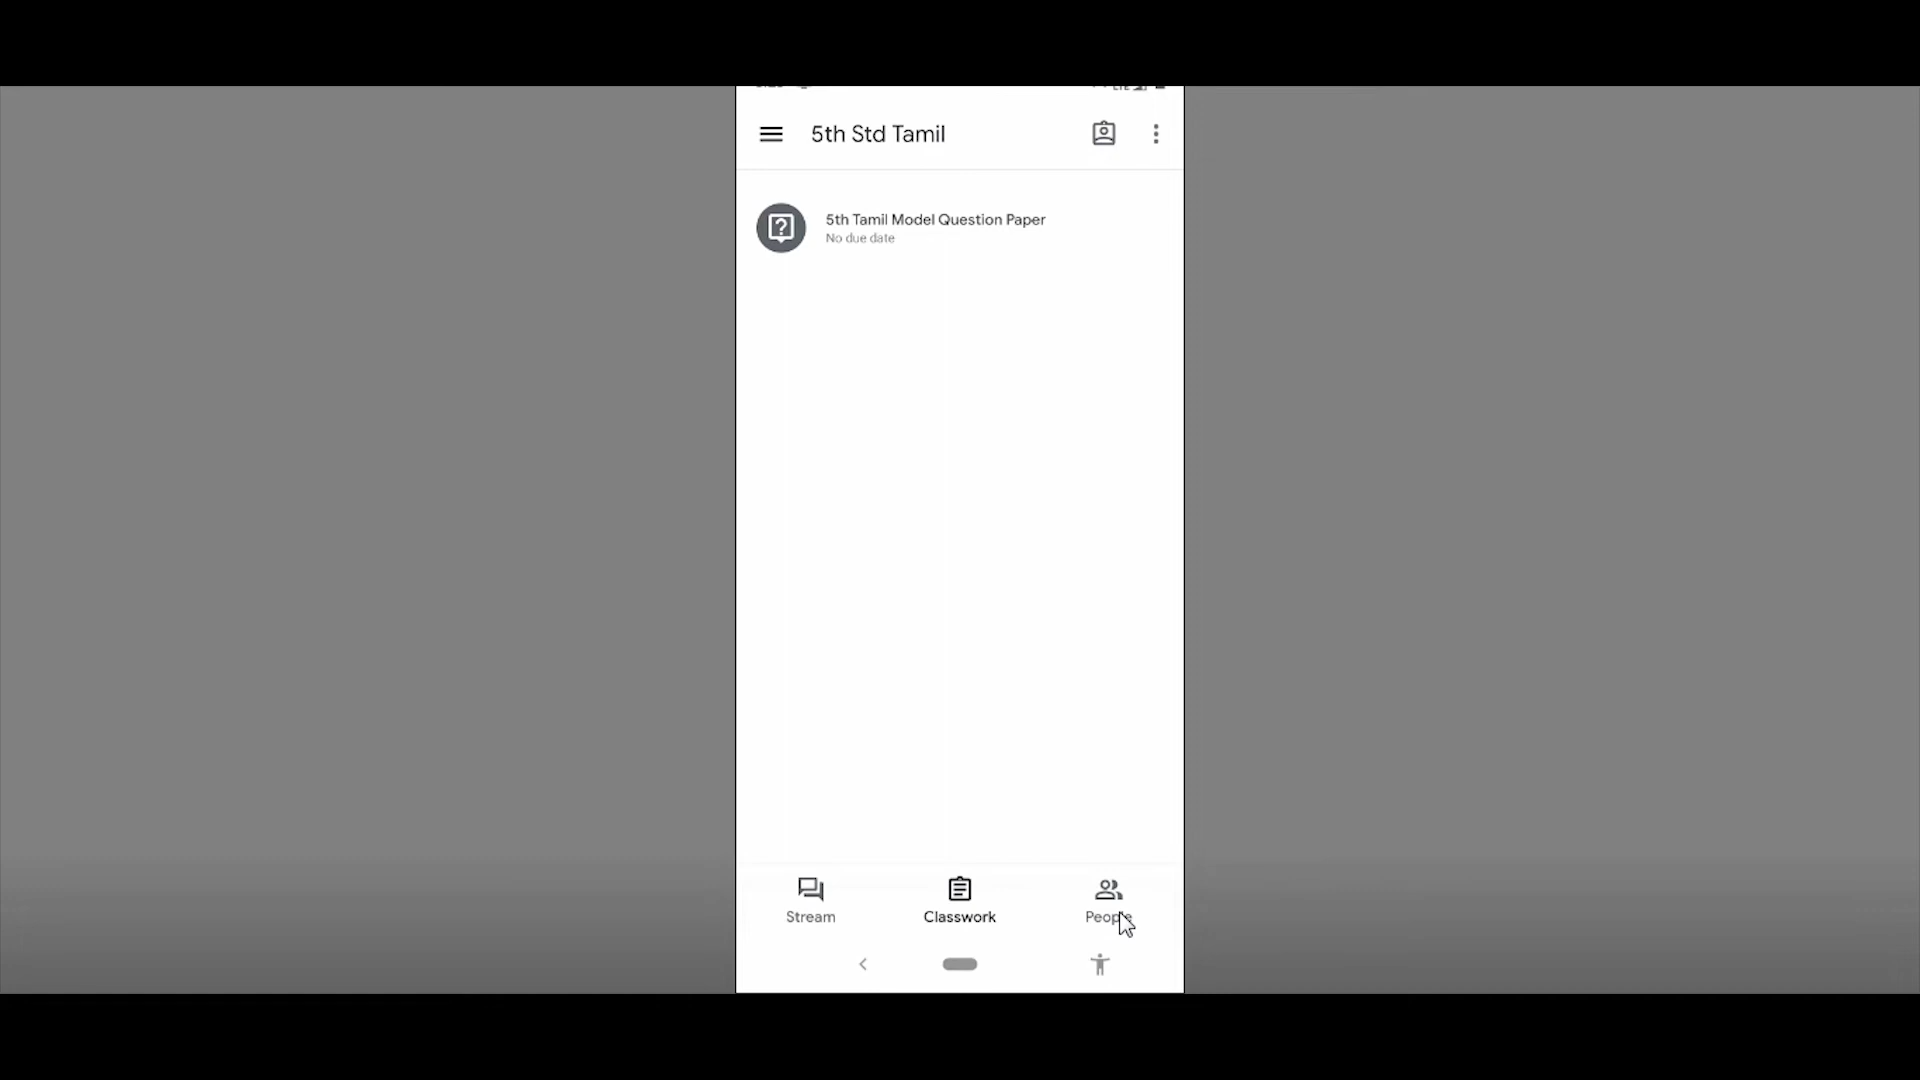 5th Std Tamil
5th Tamil Model Question Paper
No due date
Stream
Classwork
People